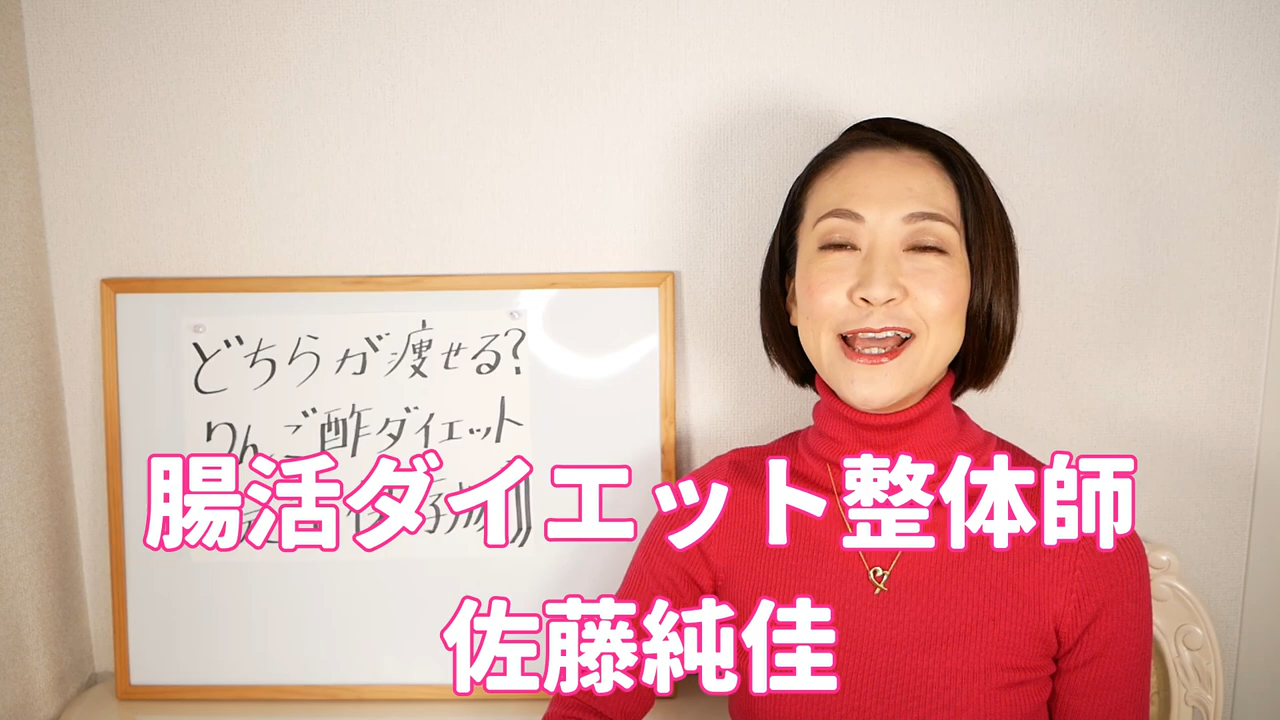 どちらが痩せる?
りんご酢ダイエット
腸活ダイエット整体師
佐藤純佳